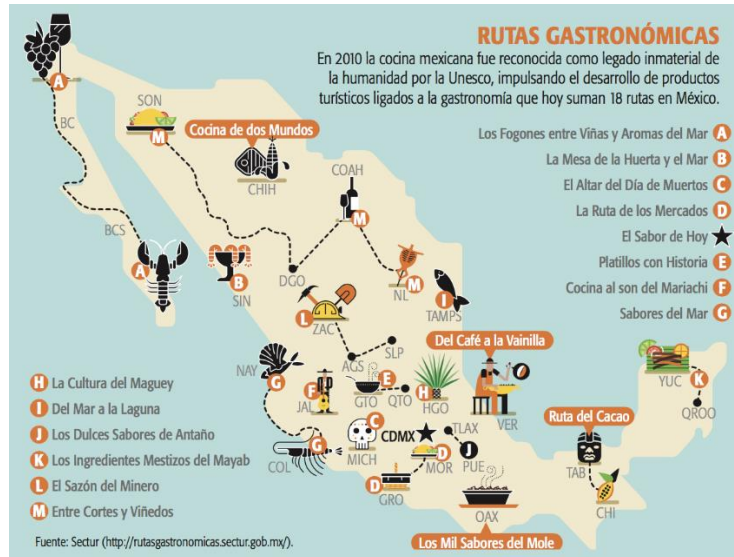 RUTAS GASTRONÓMICAS
En 2010 la cocina mexicana fue reconocida como legado inmaterial de
la humanidad por la Unesco, impulsando el desarrollo de productos
turísticos ligados a la gastronomía que hoy suman 18 rutas en México.
Los Fogones entre Viñas y Aromas del Mar A
La Mesa de la Huerta y el Mar B
El Altar del Día de Muertos C
La Ruta de los Mercados D
El Sabor de Hoy
Platillos con Historia E
Cocina al son del Mariachi F
Sabores del Mar G
A
BC
BCS
A
SON
M
Cocina de dos Mundos
CHIH
COAH
M
B
SIN
DGO
M
NL
I
TAMPS
L
ZAC
AGS
SLP
NAY
G
F
JAL
E
GTO
QTO
H
HGO
Del Café a la Vainilla
VER
YUC
K
QROO
COL
G
C
MICH
CDMX
TLAX
J
PUE
D
MOR
D
GRO
OAX
Los Mil Sabores del Mole
Ruta del Cacao
TAB
CHI
H La Cultura del Maguey
I Del Mar a la Laguna
J Los Dulces Sabores de Antaño
K Los Ingredientes Mestizos del Mayab
L El Sazón del Minero
M Entre Cortes y Viñedos
Fuente: Sectur (http://rutasgastronomicas.sectur.gob.mx/).